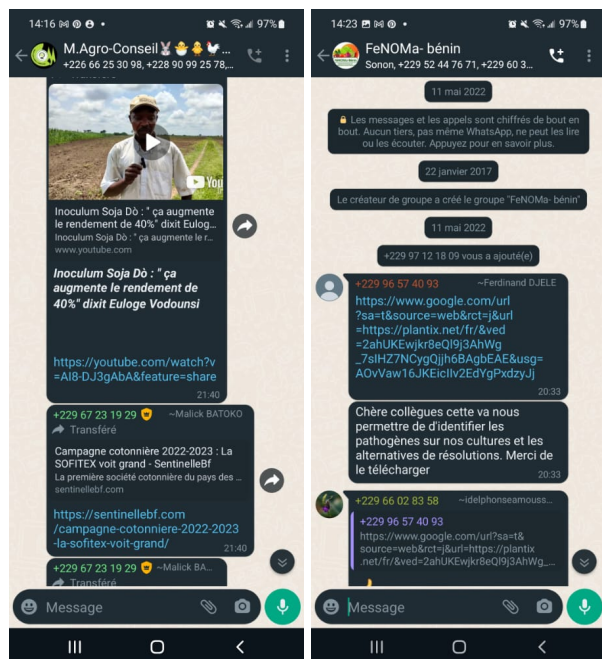 14:16
97%
M.Agro-Conseil
+226 66 25 30 98, +228 90 99 25 78,...
YouT
Inoculum Soja Dò : " ça augmente
le rendement de 40%" dixit Eulog...
Inoculum Soja Dò : " ça augmente le r...
www.youtube.com
Inoculum Soja Dò : " ça
augmente le rendement de
40%" dixit Euloge Vodounsi
https://youtube.com/watch?v
=AI8-DJ3gAbA&feature=share
21:40
+229 67 23 19 29 ~Malick BATOKO
Transféré
Campagne cotonnière 2022-2023 : La
SOFITEX voit grand - SentinelleBf
La première société cotonnière du pays des ...
sentinellebf.com
https://sentinellebf.com
/campagne-cotonniere-2022-2023
-la-sofitex-voit-grand/
21:40
+229 67 23 19 29 ~Malick BA...
Transféré
Message
14:23
97%
FeNOMa- bénin
Sonon, +229 52 44 76 71, +229 60 3...
11 mai 2022
Les messages et les appels sont chiffrés de bout en
bout. Aucun tiers, pas même WhatsApp, ne peut les lire
ou les écouter. Appuyez pour en savoir plus.
22 janvier 2017
Le créateur de groupe a créé le groupe "FeNOMa- bénin"
11 mai 2022
+229 97 12 18 09 vous a ajouté(e)
+229 96 57 40 93 ~Ferdinand DJELE
https://www.google.com/url
?sa=t&source=web&rct=j&url
=https://plantix.net/fr/&ved
=2ahUKEwjkr8eQl9j3AhWg
_7sIHZ7NCygQjjh6BAgbEAE&usg=
AOvVaw16JKEicIIv2EdYgPxdzyJj
20:33
Chère collègues cette va nous
permettre de d'identifier les
pathogènes sur nos cultures et les
alternatives de résolutions. Merci de
le télécharger
20:33
+229 66 02 83 58 ~idelphonseamouss...
+229 96 57 40 93
https://www.google.com/url?sa=t&
source=web&rct=j&url=https://plantix
.net/fr/&ved=2ahUKEwjkr8eQl9j3AhWg_...
Message